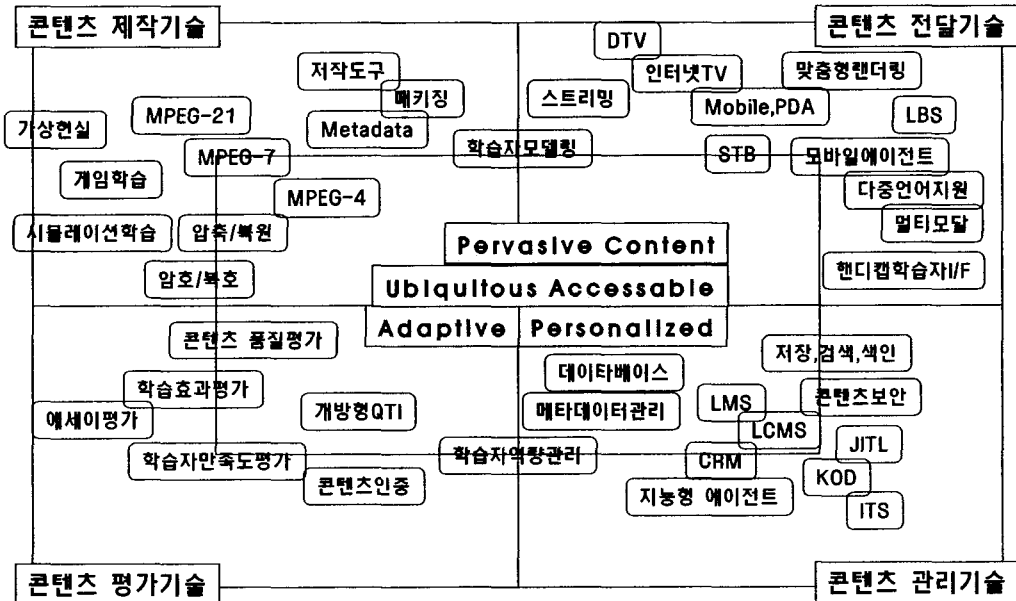 콘텐츠 제작기술
콘텐츠 전달기술
DTV
저작도구
인터넷TV
맞춤형랜더링
패키징
스트리밍
MPEG-21
Mobile,PDA
LBS
가상현실
Metadata
학습자모델링
MPEG-7
STB
모바일에이전트
게임학습
MPEG-4
다중언어지원
멀티모달
시뮬레이션학습
압축/복원
Pervasive Content
암호/복호
Ubiquitous Accessable
핸디캡학습자I/F
Adaptive
Personalized
콘텐츠 품질평가
저장,검색,색인
데이타베이스
학습효과평가
콘텐츠보안
에세이평가
개방형QTI
메타데이터관리
LMS
LCMS
JITL
학습자만족도평가
학습자역량관리
CRM
KOD
콘텐츠인증
지능형 에이전트
ITS
콘텐츠 평가기술
콘텐츠 관리기술